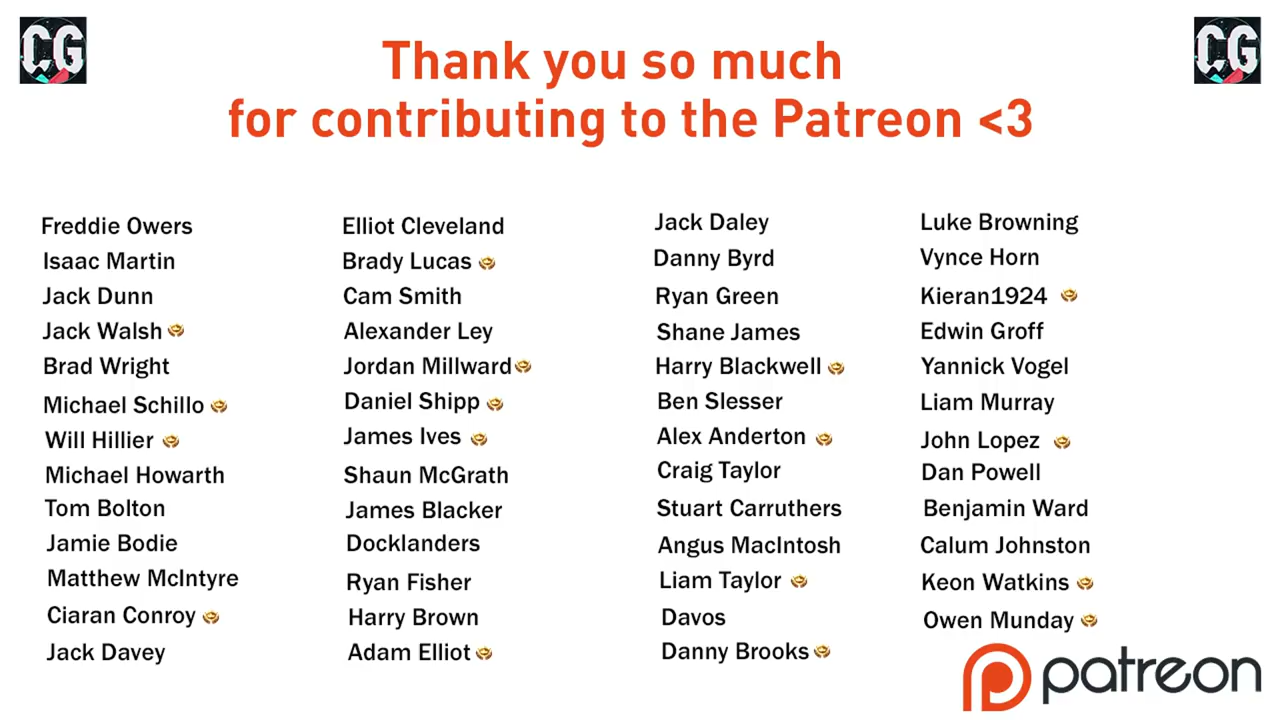 CG
CG
Thank you so much
for contributing to the Patreon <3
Freddie Owers
Isaac Martin
Jack Dunn
Jack Walsh
Brad Wright
Michael Schillo
Will Hillier
Michael Howarth
Tom Bolton
Jamie Bodie
Matthew McIntyre
Ciaran Conroy
Jack Davey
Elliot Cleveland
Brady Lucas
Cam Smith
Alexander Ley
Jordan Millward
Daniel Shipp
James Ives
Shaun McGrath
James Blacker
Docklanders
Ryan Fisher
Harry Brown
Adam Elliot
Jack Daley
Danny Byrd
Ryan Green
Shane James
Harry Blackwell
Ben Slesser
Alex Anderton
Craig Taylor
Stuart Carruthers
Angus MacIntosh
Liam Taylor
Davos
Danny Brooks
Luke Browning
Vynce Horn
Kieran1924
Edwin Groff
Yannick Vogel
Liam Murray
John Lopez
Dan Powell
Benjamin Ward
Calum Johnston
Keon Watkins
Owen Munday
patreon